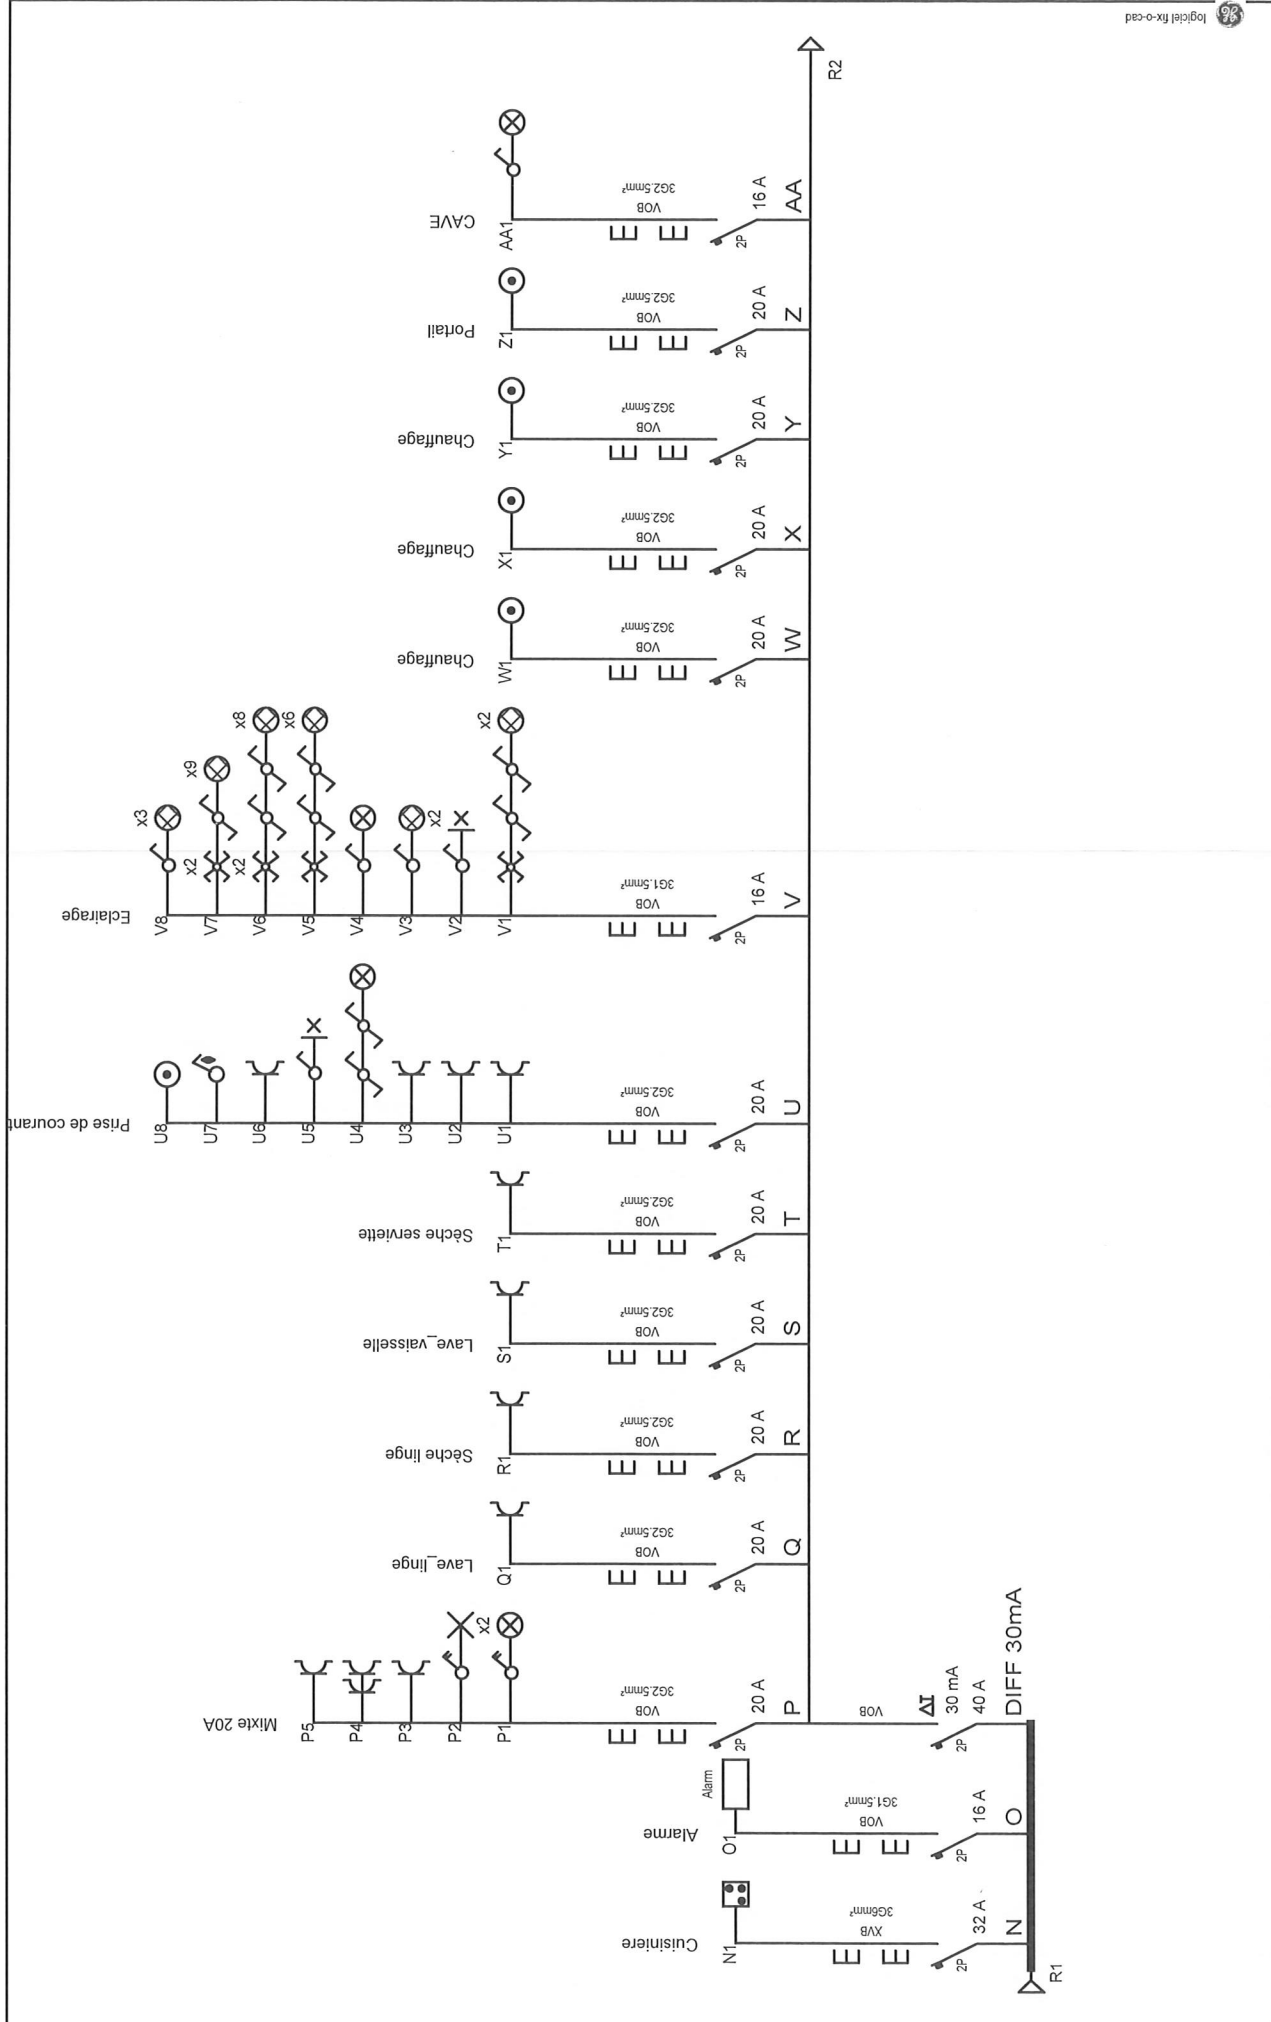 logiciel fix-o-cad
R2
CAVE
AA1
3G2.5mm²
VOB
2P
16 A
AA
Portail
Z1
3G2.5mm²
VOB
2P
20 A
Z
Chauffage
Y1
3G2.5mm²
VOB
2P
20 A
Y
Chauffage
X1
3G2.5mm²
VOB
2P
20 A
X
Chauffage
W1
3G2.5mm²
VOB
2P
20 A
W
Eclairage
x3
x9
x8
x6
x2
x2
x2
x2
V8
V7
V6
V5
V4
V3
V2
V1
3G1.5mm²
VOB
2P
16 A
V
Prise de courant
U8
U7
U6
U5
U4
U3
U2
U1
3G2.5mm²
VOB
2P
20 A
U
Sèche serviette
T1
3G2.5mm²
VOB
2P
20 A
T
Lave_vaisselle
S1
3G2.5mm²
VOB
2P
20 A
S
Sèche linge
R1
3G2.5mm²
VOB
2P
20 A
R
Lave_linge
Q1
3G2.5mm²
VOB
2P
20 A
Q
Mixte 20A
P5
P4
P3
P2
P1
x2
3G2.5mm²
VOB
2P
20 A
P
VOB
ΔI
2P
30 mA
40 A
DIFF 30mA
Alarme
Alarm
O1
3G1.5mm²
VOB
2P
16 A
O
Cuisiniere
N1
3G6mm²
XVB
2P
32 A
N
R1